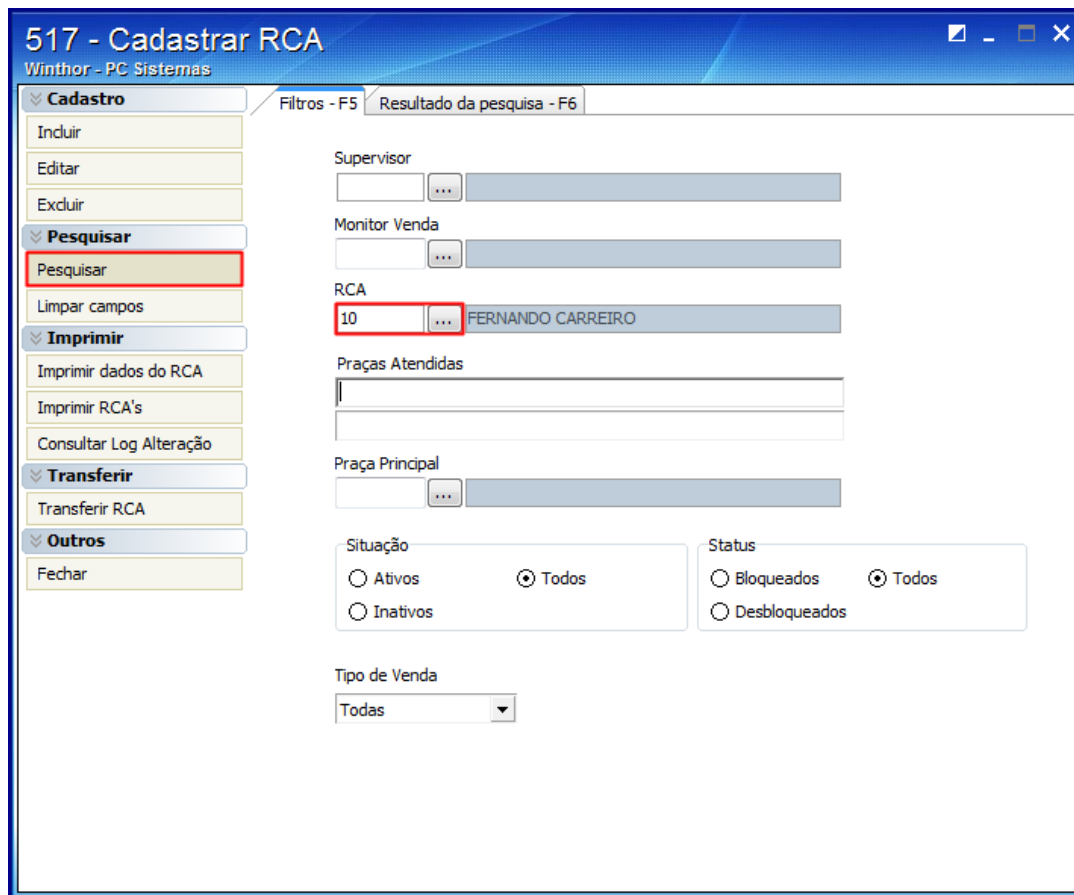 517 - Cadastrar RCA
Winthor - PC Sistemas
Cadastro
Incluir
Editar
Excluir
Pesquisar
Pesquisar
Limpar campos
Imprimir
Imprimir dados do RCA
Imprimir RCA's
Consultar Log Alteração
Transferir
Transferir RCA
Outros
Fechar
Filtros - F5 Resultado da pesquisa - F6
Supervisor
...
Monitor Venda
...
RCA
10 ... FERNANDO CARREIRO
Praças Atendidas
Praça Principal
...
Situação
Ativos Todos
Inativos
Status
Bloqueados Todos
Desbloqueados
Tipo de Venda
Todas